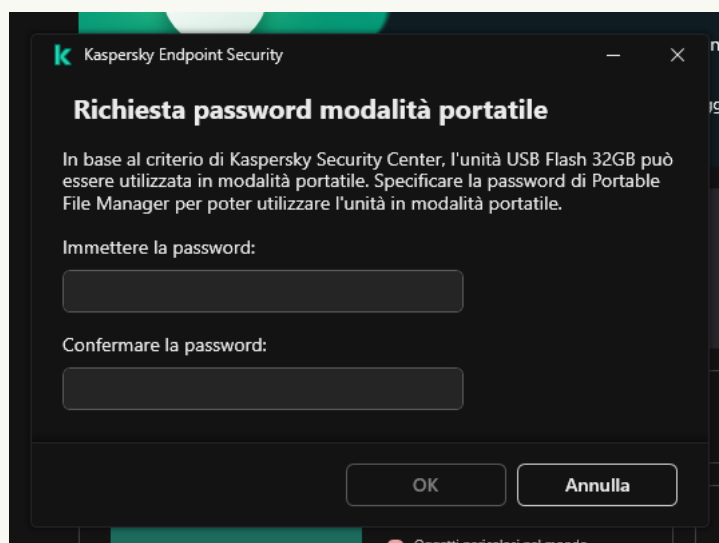 Kaspersky Endpoint Security
Richiesta password modalità portatile
In base al criterio di Kaspersky Security Center, l'unità USB Flash 32GB può
essere utilizzata in modalità portatile. Specificare la password di Portable
File Manager per poter utilizzare l'unità in modalità portatile.
Immettere la password:
Confermare la password:
OK
Annulla